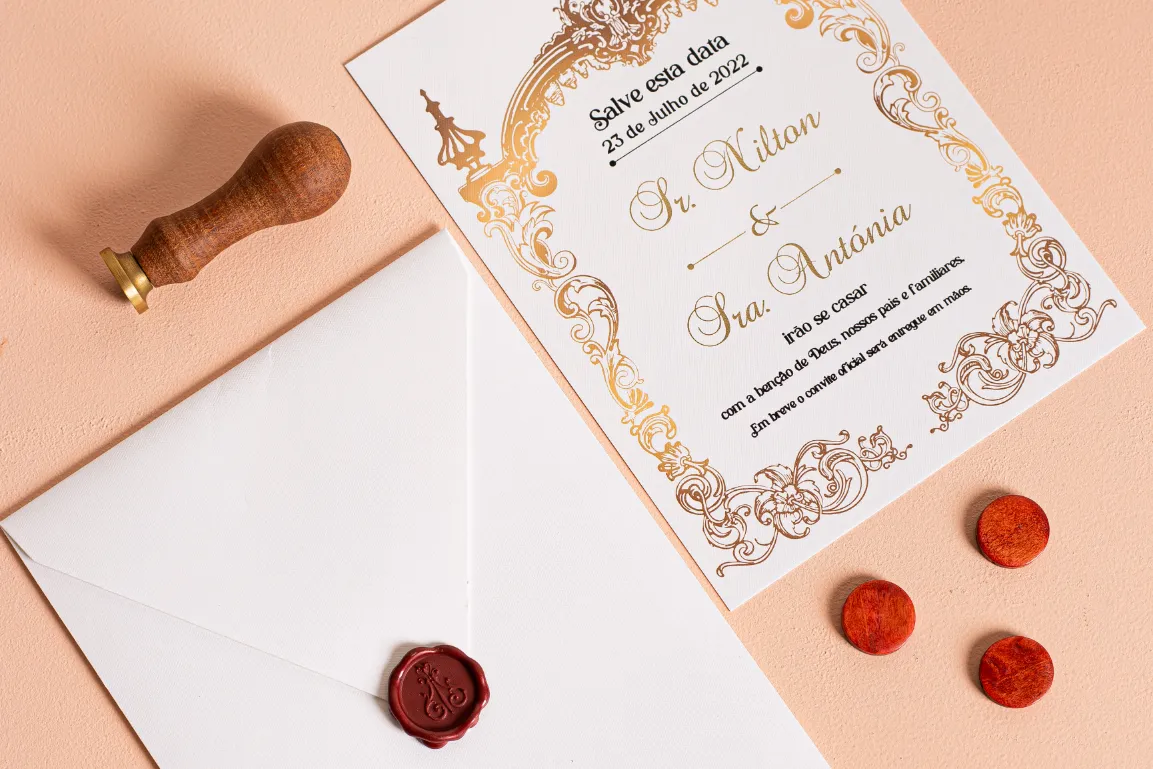 Salve esta data
23 de Julho de 2022
Sr. Nilton
&
Sra. Antónia
irão se casar
com a benção de Deus, nossos pais e familiares.
Em breve o convite oficial será entregue em mãos.